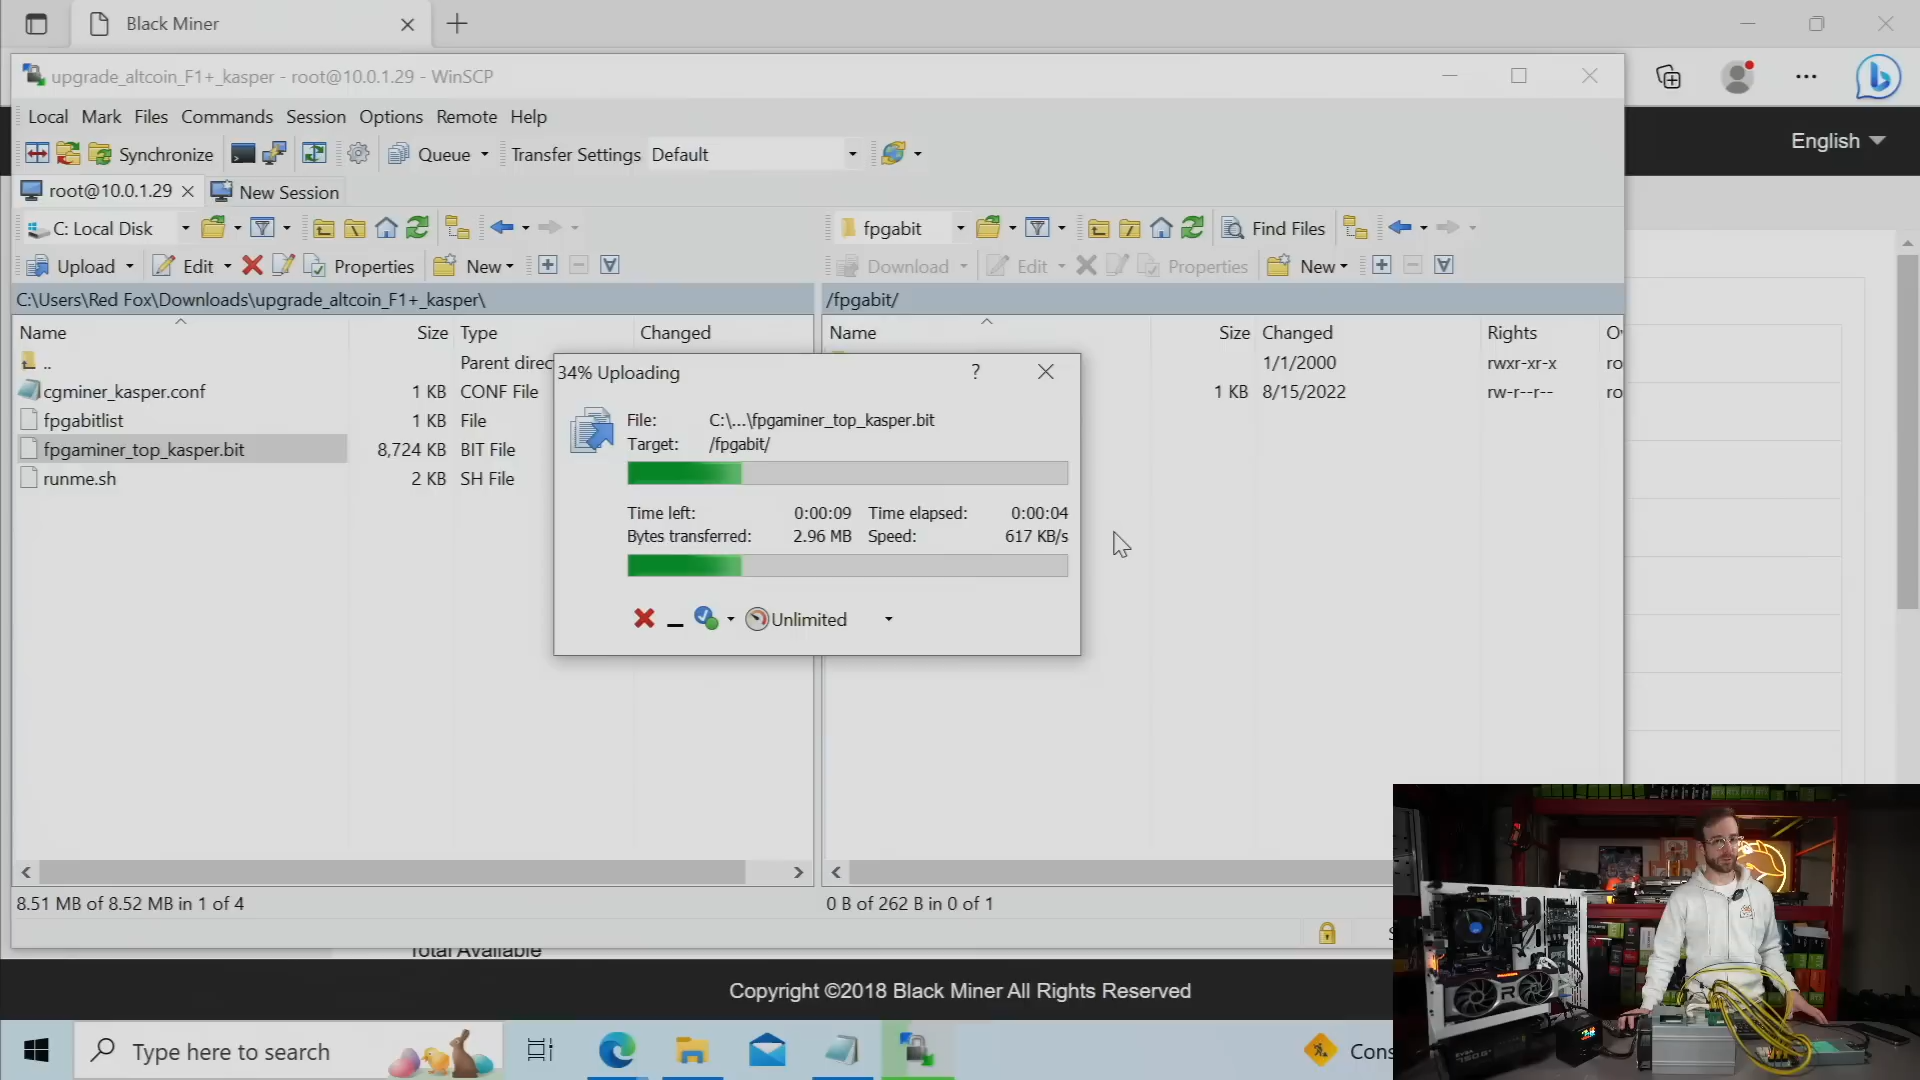 Black Miner
upgrade_altcoin_F1+_kasper - root@10.0.1.29 - WinSCP
Local Mark Files Commands Session Options Remote Help
English
Synchronize Queue Transfer Settings Default
root@10.0.1.29 New Session
C: Local Disk
fpgabit Find Files
Upload Edit Properties New
Download Edit Properties New
C:\Users\Red Fox\Downloads\upgrade_altcoin_F1+_kasper\
/fpgabit/
Name Size Type Changed
Name Size Changed Rights
.. Parent direc
1/1/2000 rwxr-xr-x ro
cgminer_kasper.conf 1 KB CONF File
1 KB 8/15/2022 rw-r--r-- ro
fpgabitlist 1 KB File
fpgaminer_top_kasper.bit 8,724 KB BIT File
runme.sh 2 KB SH File
34% Uploading ?
File: C:\...\fpgaminer_top_kasper.bit
Target: /fpgabit/
Time left: 0:00:09 Time elapsed: 0:00:04
Bytes transferred: 2.96 MB Speed: 617 KB/s
Unlimited
8.51 MB of 8.52 MB in 1 of 4
0 B of 262 B in 0 of 1
Total Available
Copyright ©2018 Black Miner All Rights Reserved
Type here to search
Cons